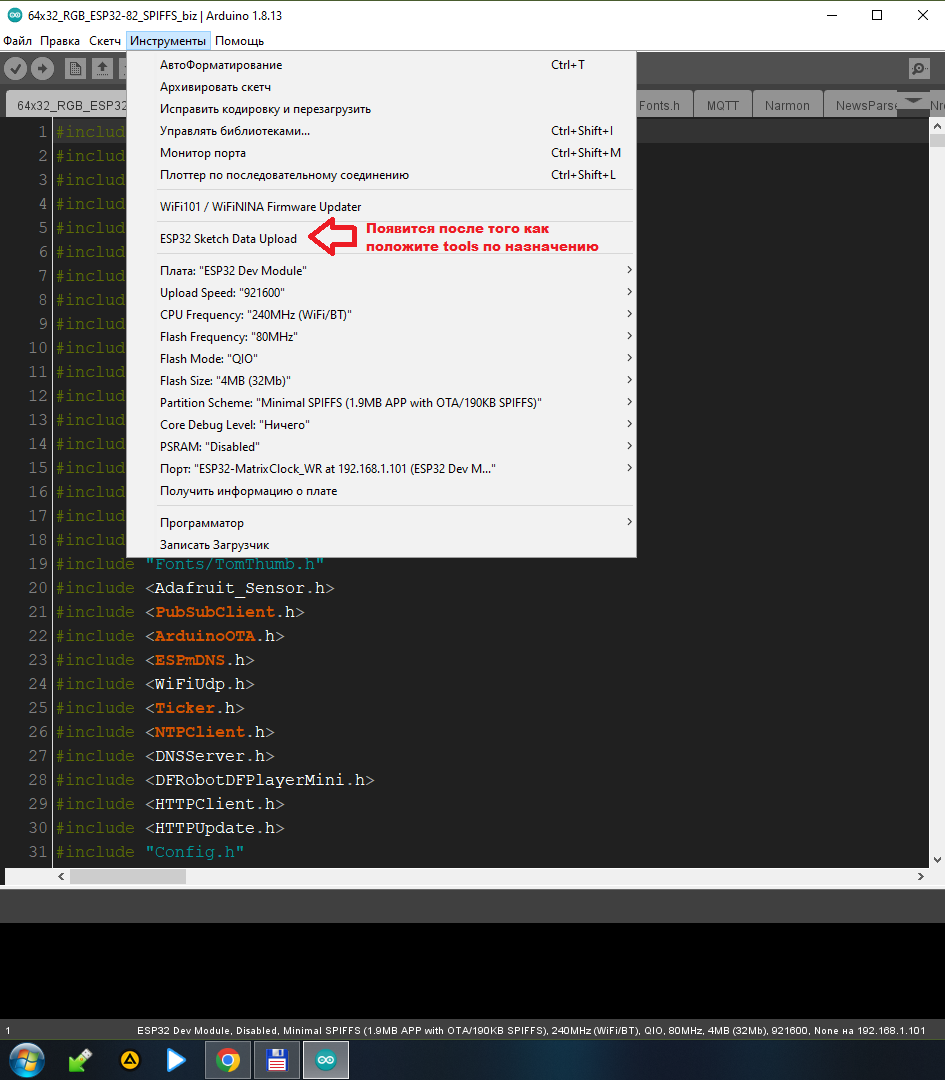 64x32_RGB_ESP32-82_SPIFFS_biz | Arduino 1.8.13
Файл Правка Скетч Инструменты Помощь
АвтоФорматирование Ctrl+T
Архивировать скетч
Исправить кодировку и перезагрузить
Управлять библиотеками... Ctrl+Shift+I
Монитор порта Ctrl+Shift+M
Плоттер по последовательному соединению Ctrl+Shift+L
WiFi101 / WiFiNINA Firmware Updater
ESP32 Sketch Data Upload
Появится после того как
положите tools по назначению
Плата: "ESP32 Dev Module"
Upload Speed: "921600"
CPU Frequency: "240MHz (WiFi/BT)"
Flash Frequency: "80MHz"
Flash Mode: "QIO"
Flash Size: "4MB (32Mb)"
Partition Scheme: "Minimal SPIFFS (1.9MB APP with OTA/190KB SPIFFS)"
Core Debug Level: "Ничего"
PSRAM: "Disabled"
Порт: "ESP32-MatrixClock_WR at 192.168.1.101 (ESP32 Dev M..."
Получить информацию о плате
Программатор
Записать Загрузчик
64x32_RGB_ESP32 Fonts.h MQTT Narmon NewsParse Nr
1 #includ
2 #includ
3 #includ
4 #includ
5 #includ
6 #includ
7 #includ
8 #includ
9 #includ
10 #includ
11 #includ
12 #includ
13 #includ
14 #includ
15 #includ
16 #includ
17 #includ
18 #includ
19 #include "Fonts/TomThumb.h"
20 #include <Adafruit_Sensor.h>
21 #include <PubSubClient.h>
22 #include <ArduinoOTA.h>
23 #include <ESPmDNS.h>
24 #include <WiFiUdp.h>
25 #include <Ticker.h>
26 #include <NTPClient.h>
27 #include <DNSServer.h>
28 #include <DFRobotDFPlayerMini.h>
29 #include <HTTPClient.h>
30 #include <HTTPUpdate.h>
31 #include "Config.h"
1 ESP32 Dev Module, Disabled, Minimal SPIFFS (1.9MB APP with OTA/190KB SPIFFS), 240MHz (WiFi/BT), QIO, 80MHz, 4MB (32Mb), 921600, None на 192.168.1.101